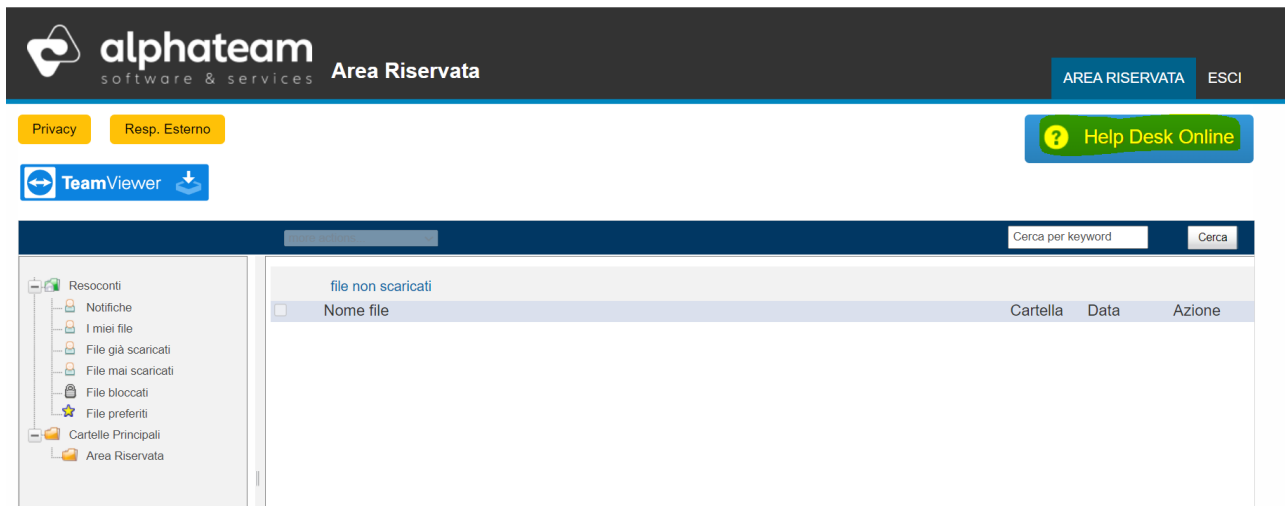 alphateam
software & services
Area Riservata
AREA RISERVATA
ESCI
Privacy
Resp. Esterno
? Help Desk Online
TeamViewer
Cerca per keyword
Cerca
Resoconti
Notifiche
I miei file
File già scaricati
File mai scaricati
File bloccati
File preferiti
Cartelle Principali
Area Riservata
file non scaricati
Nome file
Cartella
Data
Azione